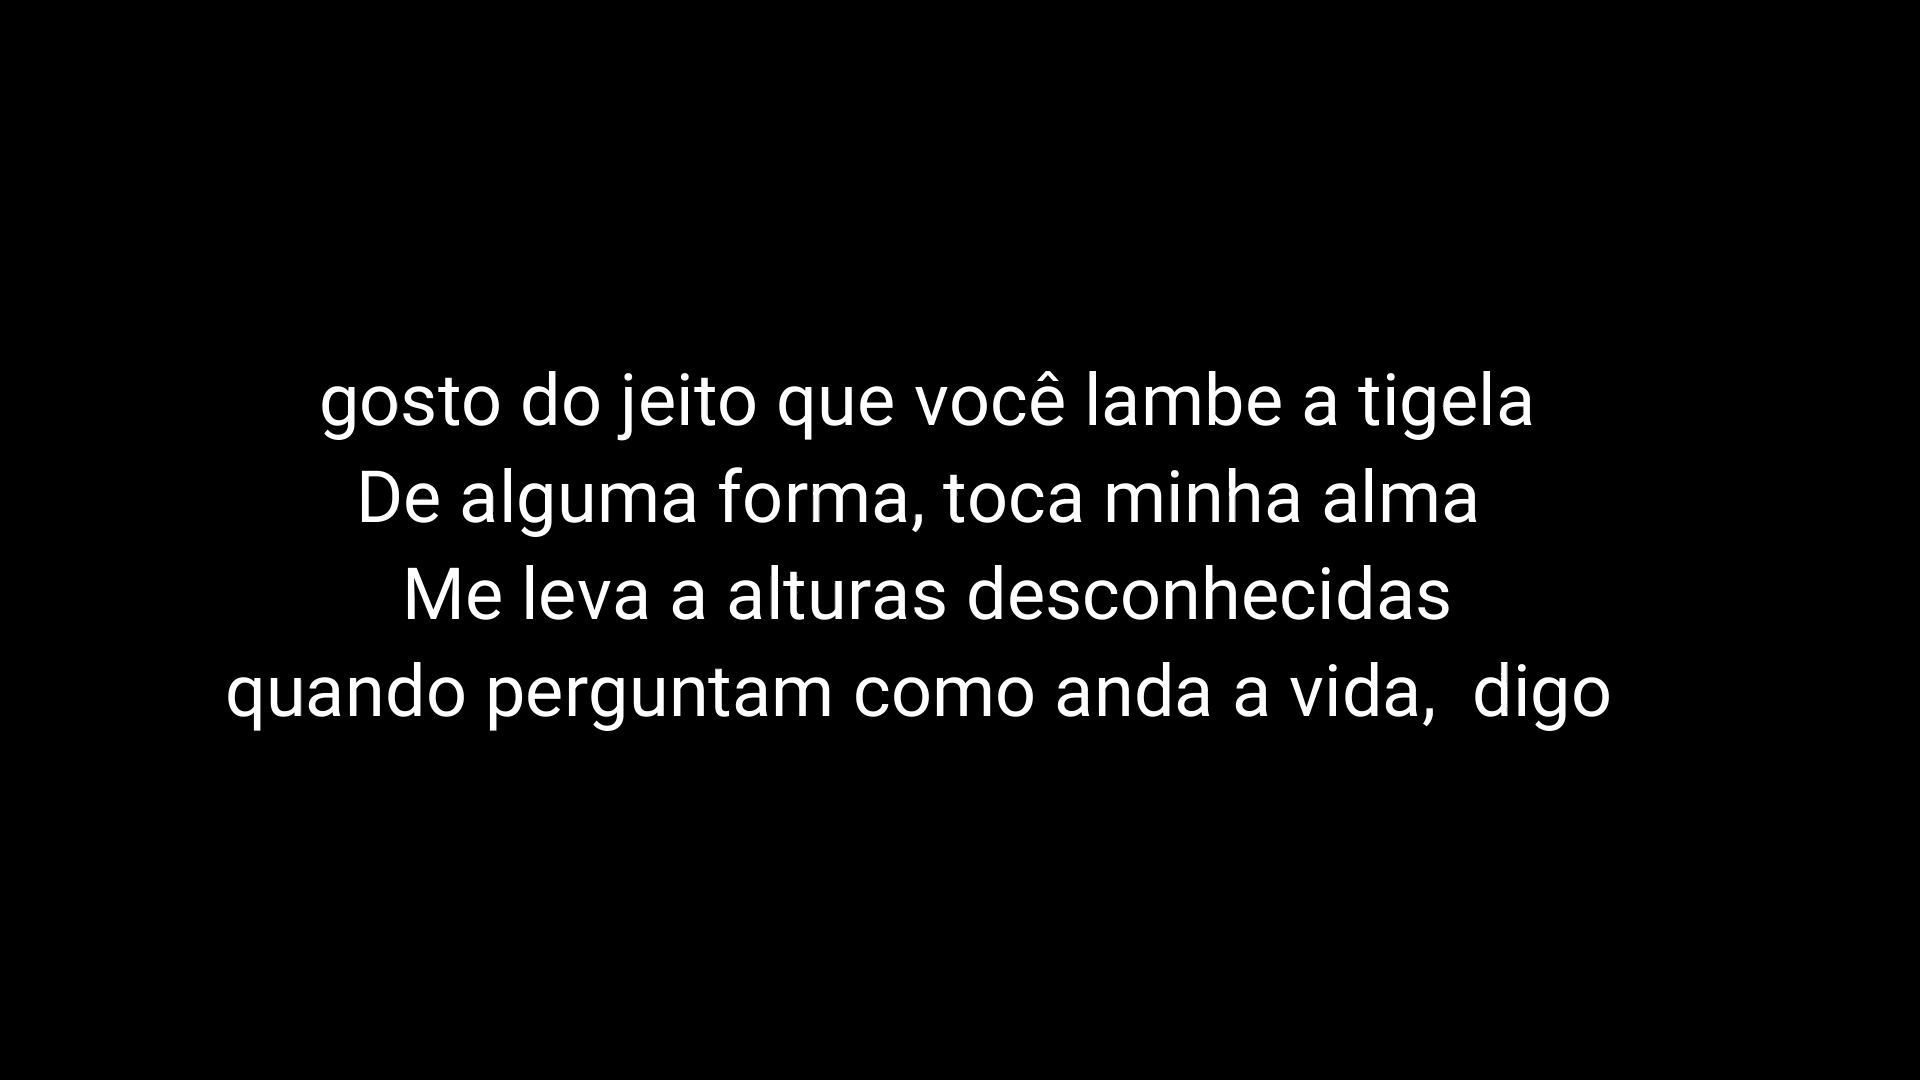 gosto do jeito que você lambe a tigela
De alguma forma, toca minha alma
Me leva a alturas desconhecidas
quando perguntam como anda a vida,  digo